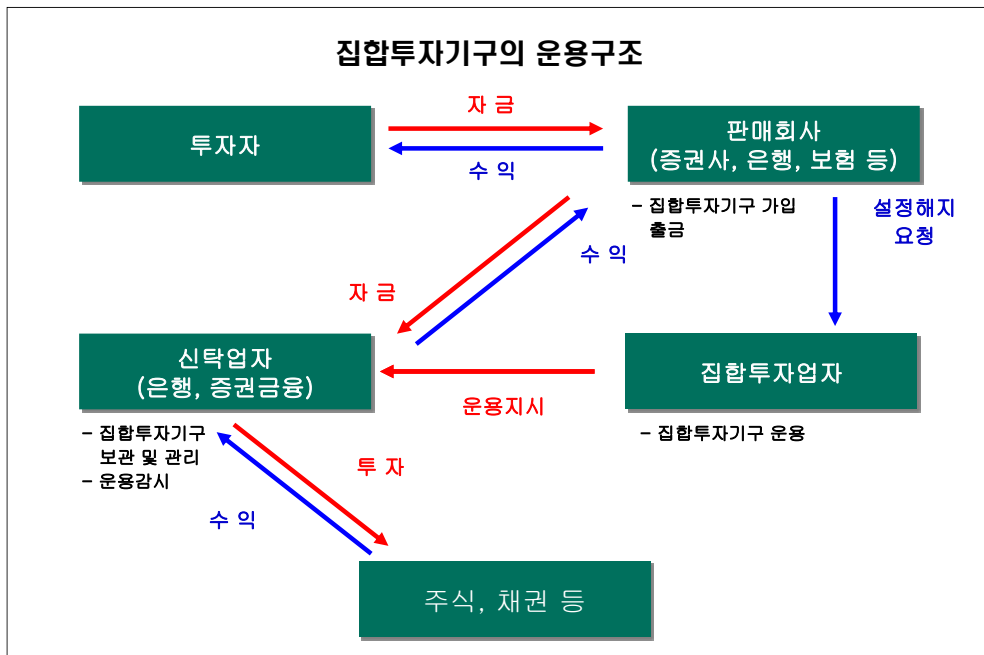 집합투자기구의 운용구조
자 금
투자자
판매회사
(증권사, 은행, 보험 등)
수 익
- 집합투자기구 가입
출금
설정해지
요청
수 익
자 금
신탁업자
(은행, 증권금융)
집합투자업자
운용지시
- 집합투자기구
보관 및 관리
- 운용감시
- 집합투자기구 운용
투 자
수 익
주식, 채권 등